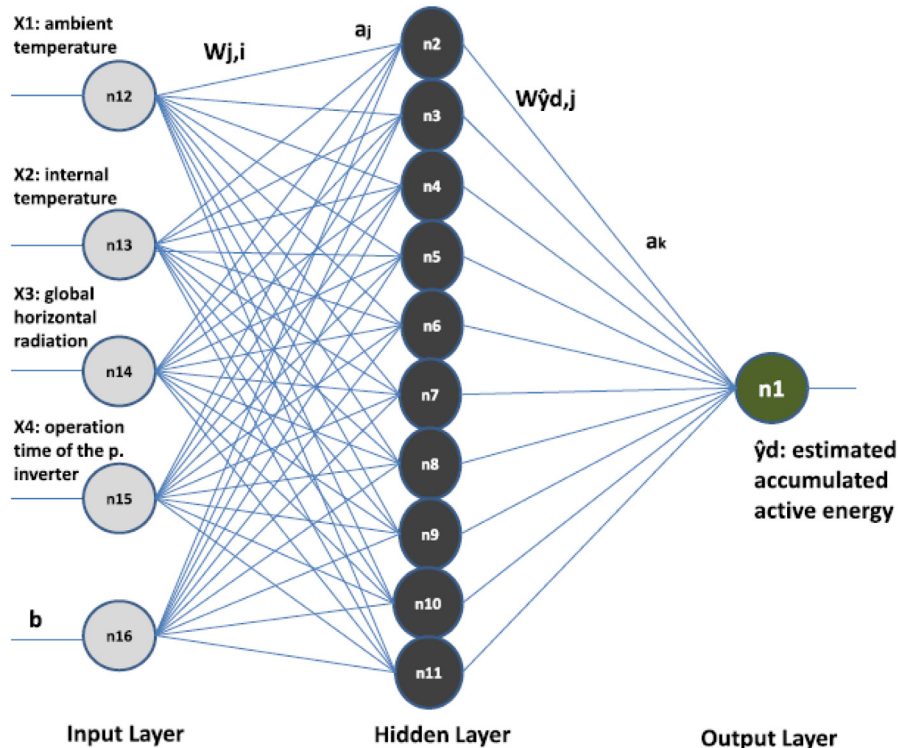 X1: ambient
temperature
n12
X2: internal
temperature
n13
X3: global
horizontal
radiation
n14
X4: operation
time of the p.
inverter
n15
b
n16
Input Layer
Wj,i
aj
n2
n3
n4
n5
n6
n7
n8
n9
n10
n11
Hidden Layer
Wŷd,j
ak
n1
ŷd: estimated
accumulated
active energy
Output Layer